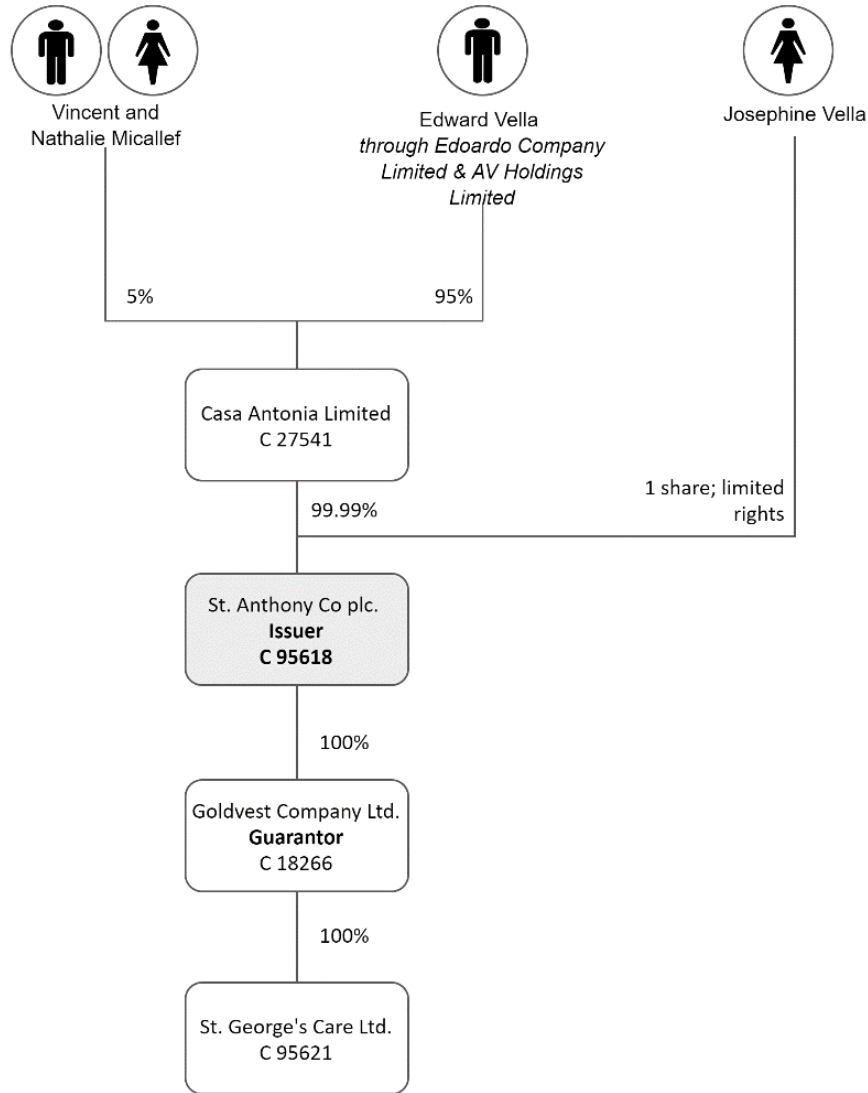 Vincent and
Nathalie Micallef
Edward Vella
through Edoardo Company
Limited & AV Holdings
Limited
Josephine Vella
5%
95%
Casa Antonia Limited
C 27541
99.99%
1 share; limited
rights
St. Anthony Co plc.
Issuer
C 95618
100%
Goldvest Company Ltd.
Guarantor
C 18266
100%
St. George's Care Ltd.
C 95621